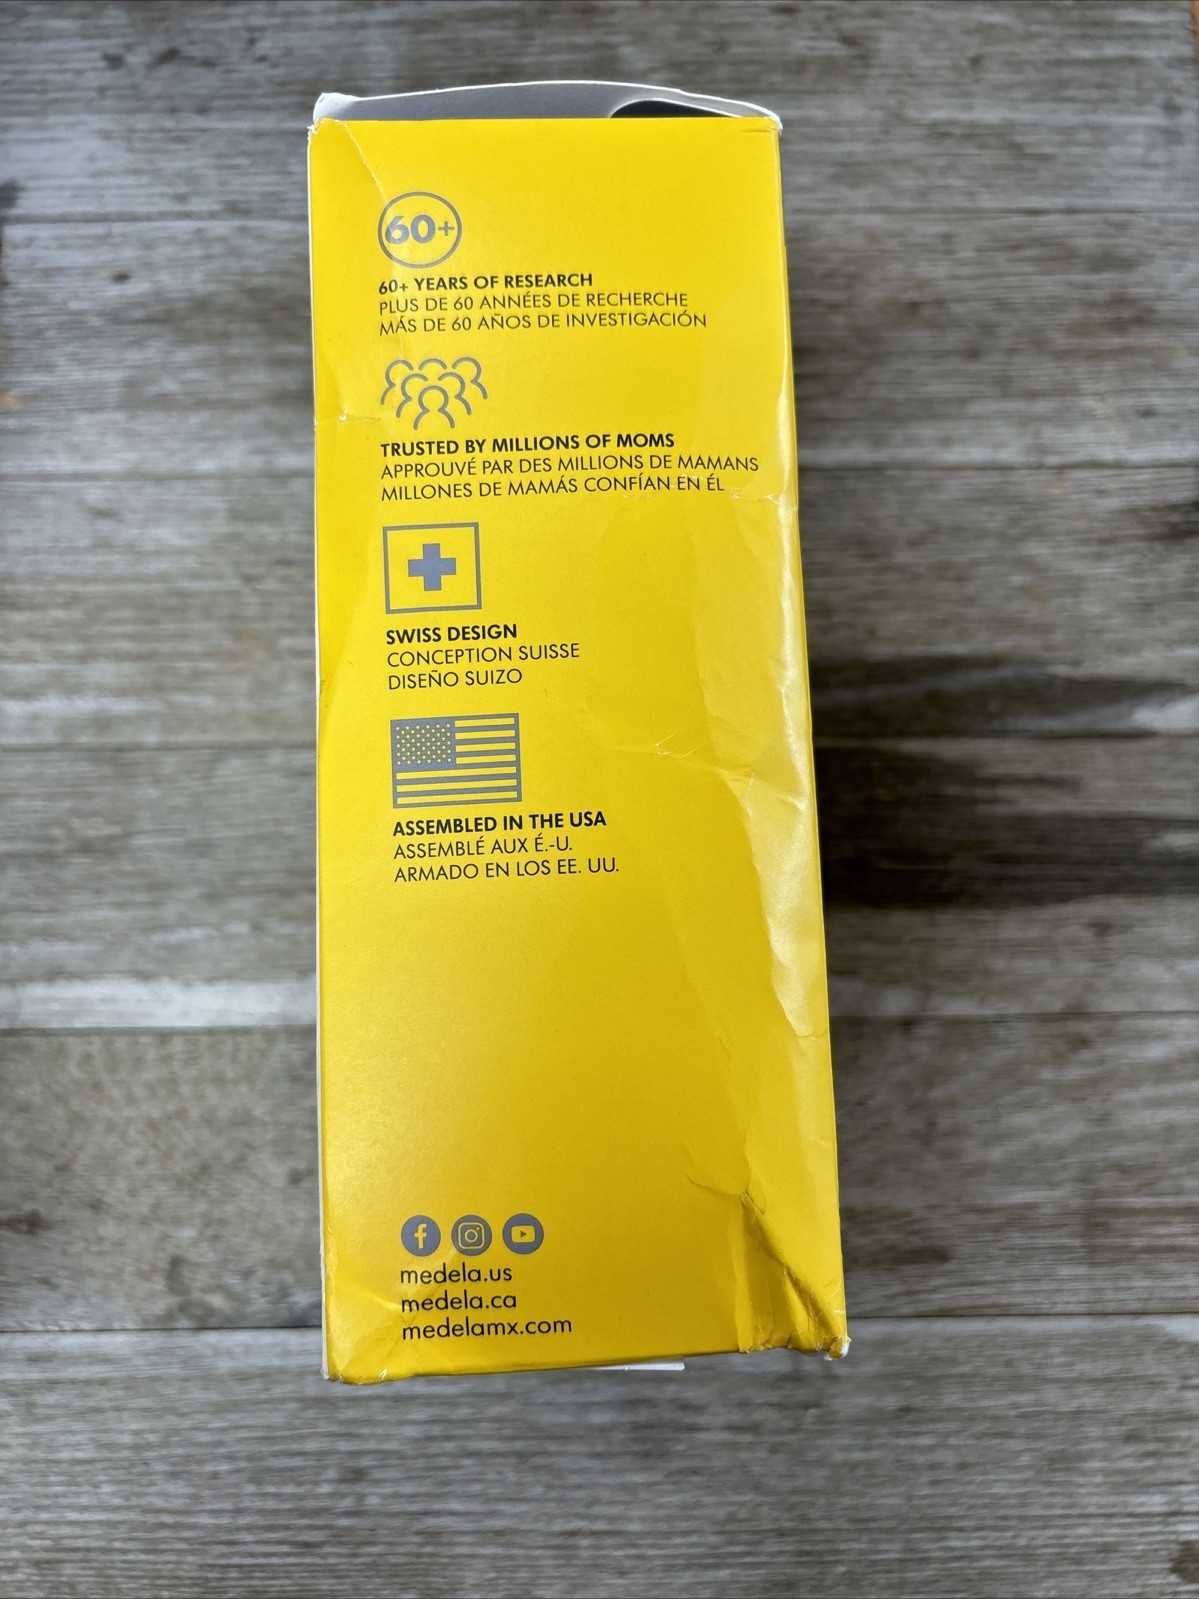 60+
60+ YEARS OF RESEARCH
PLUS DE 60 ANNÉES DE RECHERCHE
MÁS DE 60 AÑOS DE INVESTIGACIÓN
TRUSTED BY MILLIONS OF MOMS
APPROUVÉ PAR DES MILLIONS DE MAMANS
MILLONES DE MAMÁS CONFÍAN EN ÉL
SWISS DESIGN
CONCEPTION SUISSE
DISEÑO SUIZO
ASSEMBLED IN THE USA
ASSEMBLÉ AUX É.-U.
ARMADO EN LOS EE. UU.
medela.us
medela.ca
medelamx.com